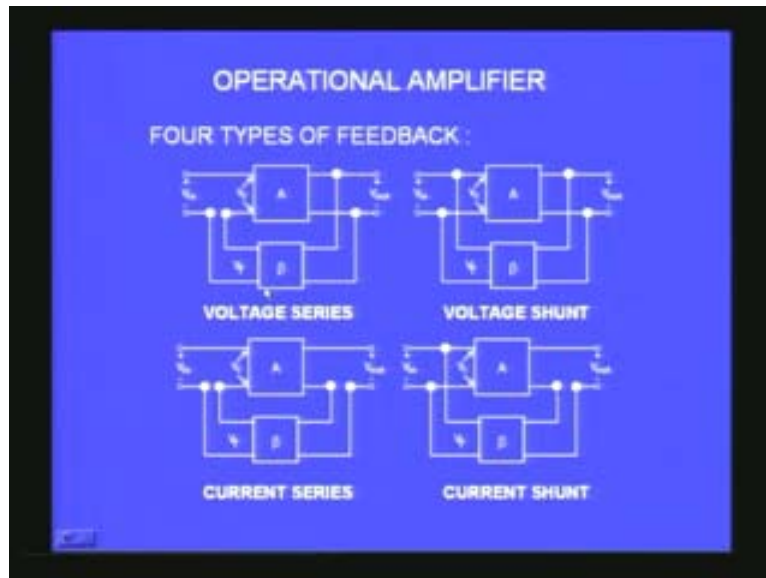 OPERATIONAL AMPLIFIER
FOUR TYPES OF FEEDBACK :
A A
β β
VOLTAGE SERIES VOLTAGE SHUNT
A A
β β
CURRENT SERIES CURRENT SHUNT